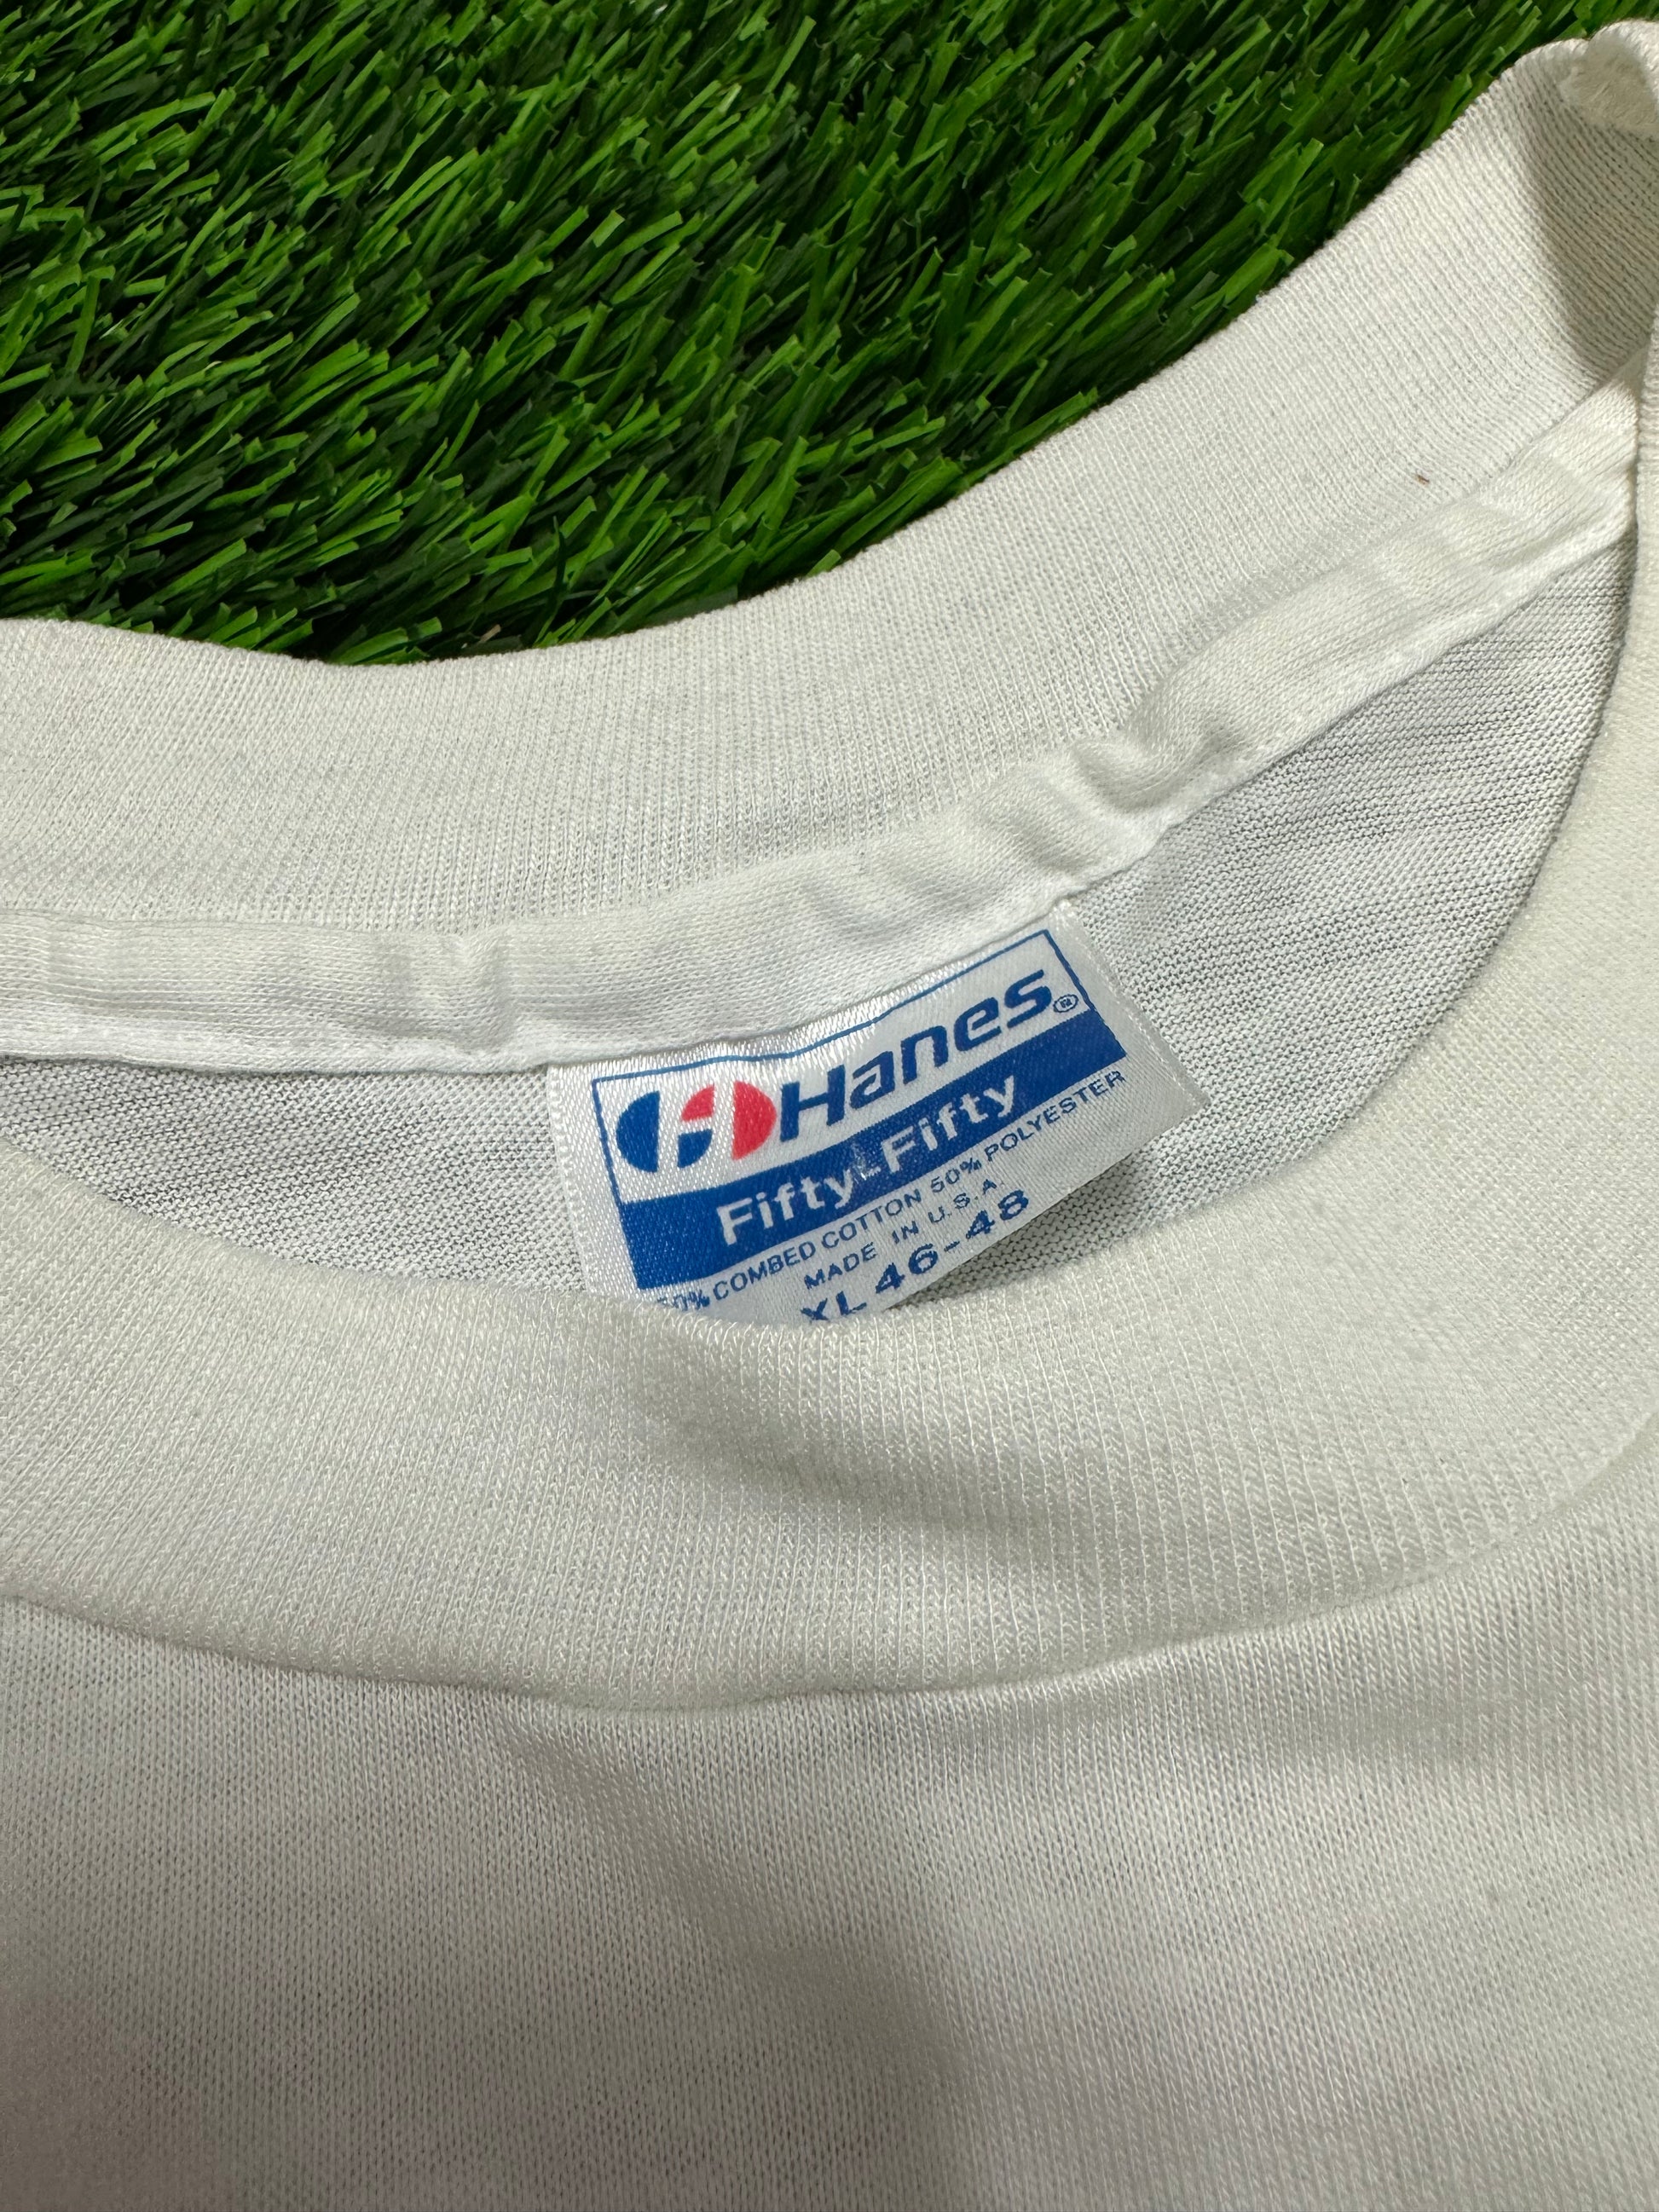 H Hanes®
Fifty-Fifty
50% COMBED COTTON 50% POLYESTER
MADE IN U.S.A.
XL 46-48